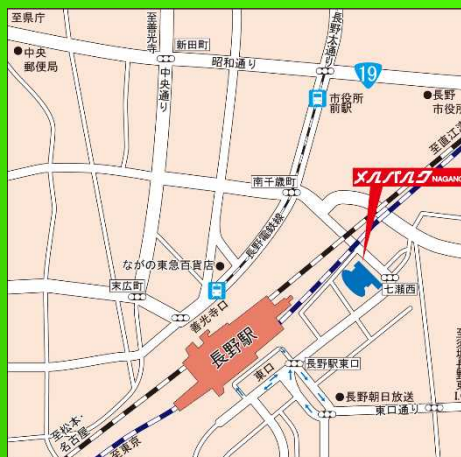 至県庁
至善光寺
新田町
長野大通り
中央
郵便局
中央通り
昭和通り
19
市役所
前駅
長野
市役所
至直江津
南千歳町
メルパルク NAGANO
長野電鉄線
ながの東急百貨店
末広町
七瀬西
善光寺口
長野駅
東口
長野駅東口
長野朝日放送
東口通り
至松本・
名古屋
至東京